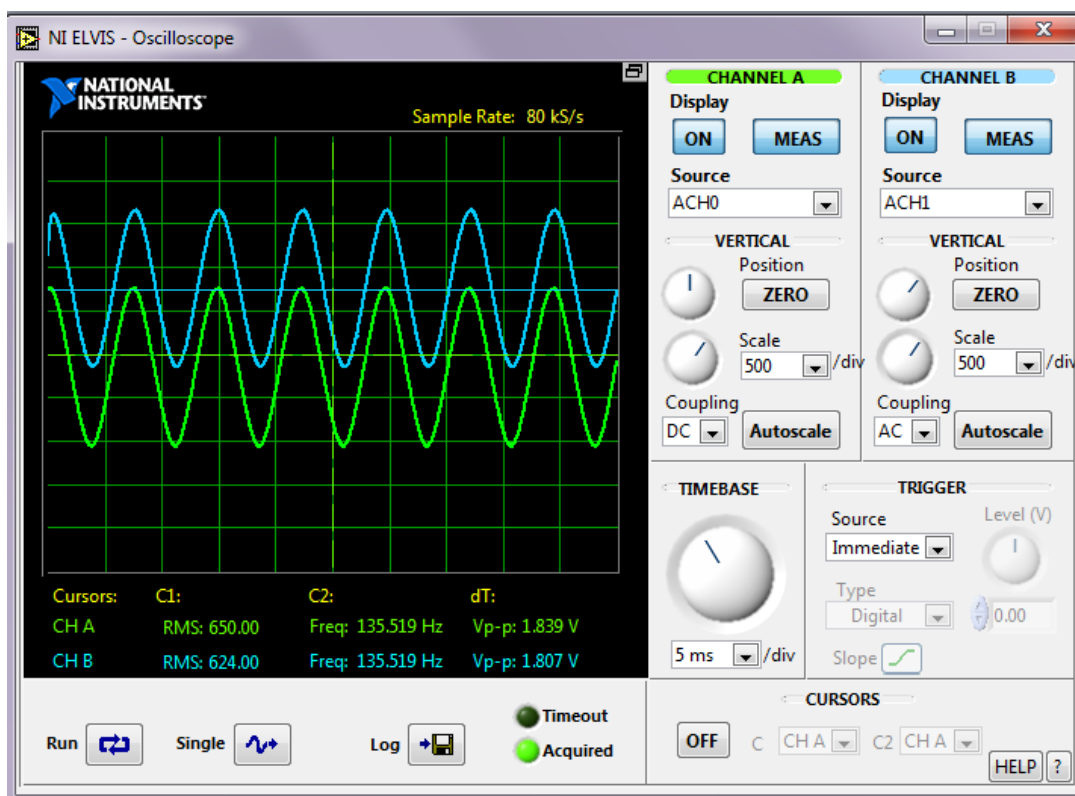 NI ELVIS - Oscilloscope
NATIONAL
INSTRUMENTS™
Sample Rate: 80 kS/s
Cursors: C1: C2: dT:
CH A RMS: 650.00 Freq: 135.519 Hz Vp-p: 1.839 V
CH B RMS: 624.00 Freq: 135.519 Hz Vp-p: 1.807 V
Run Single Log
Timeout
Acquired
CHANNEL A
Display
ON MEAS
Source
ACH0
VERTICAL
Position
ZERO
Scale
500 /div
Coupling
DC Autoscale
CHANNEL B
Display
ON MEAS
Source
ACH1
VERTICAL
Position
ZERO
Scale
500 /div
Coupling
AC Autoscale
TIMEBASE
5 ms /div
TRIGGER
Source Level (V)
Immediate
Type
Digital 0.00
Slope
CURSORS
OFF C CH A C2 CH A
HELP ?